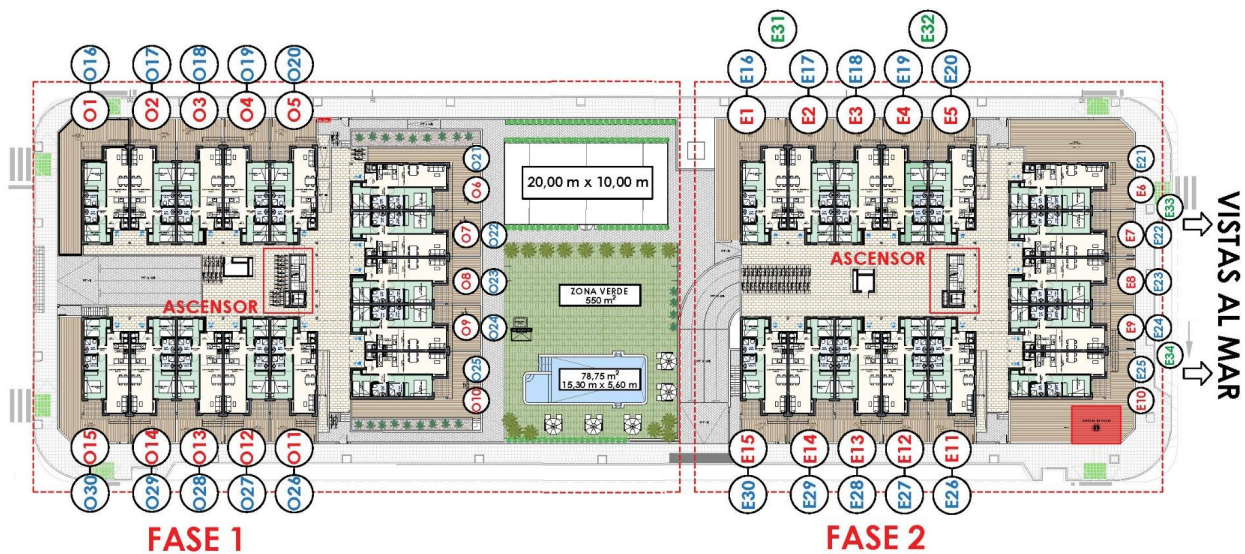 E31
E32
O16
O17
O18
O19
O20
E16
E17
E18
E19
E20
O1
O2
O3
O4
O5
E1
E2
E3
E4
E5
O21
E21
20,00 m x 10,00 m
O6
E6
E33
O7
O22
E7
E22
VISTAS AL MAR
ASCENSOR
ASCENSOR
O8
O23
E8
E23
ZONA VERDE
550 m²
O9
O24
E9
E24
E34
O25
E25
78,75 m²
15,30 m x 5,60 m
O10
E10
O15
O14
O13
O12
O11
E15
E14
E13
E12
E11
O30
O29
O28
O27
O26
E30
E29
E28
E27
E26
FASE 1
FASE 2